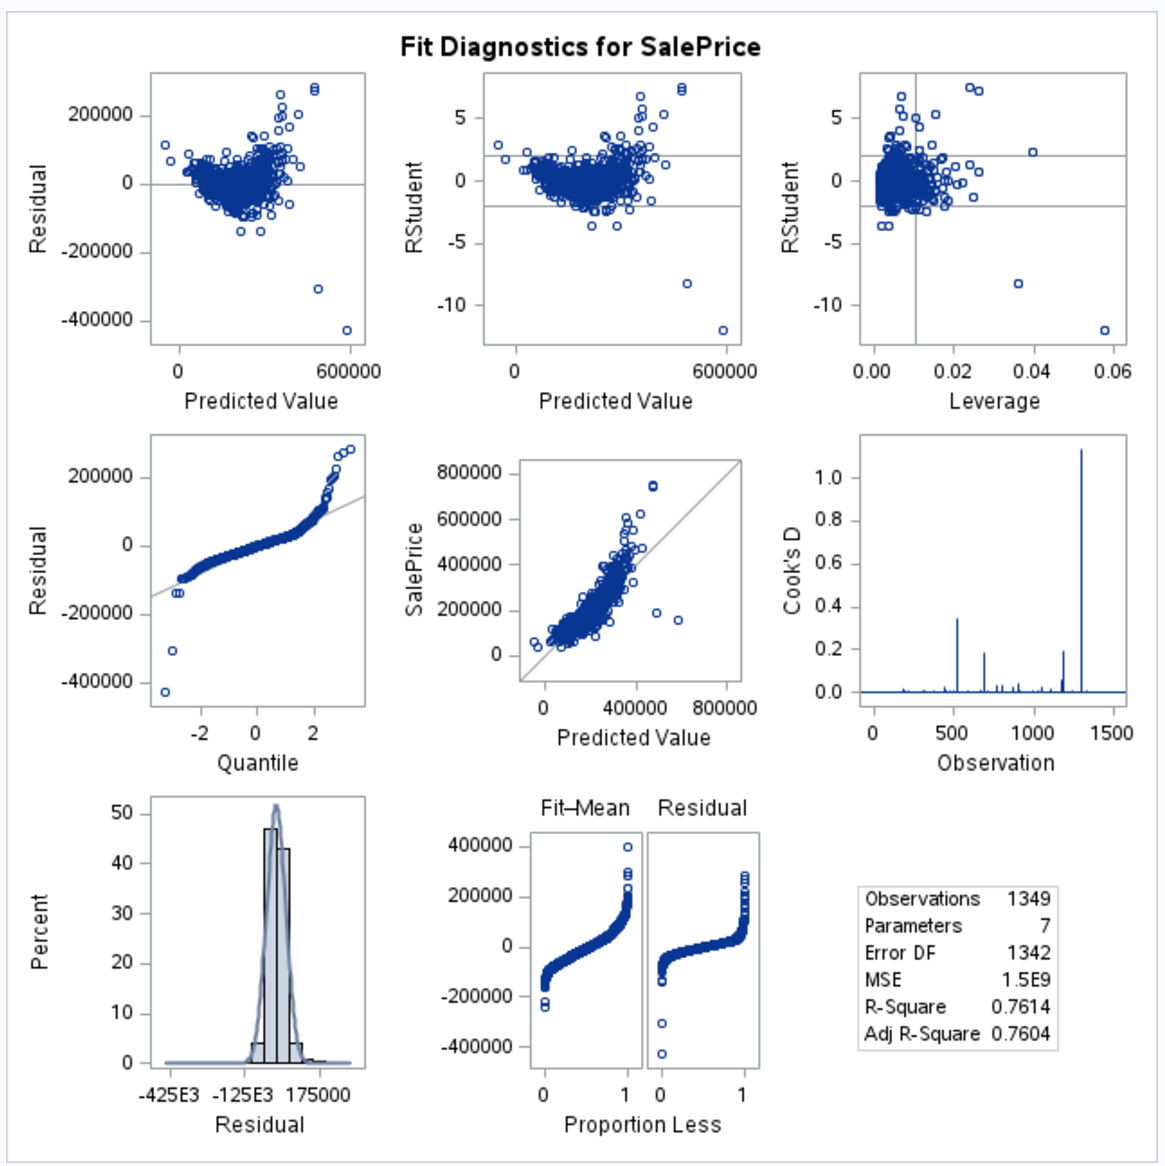 Fit Diagnostics for SalePrice
200000
0
-200000
-400000
Residual
0
600000
Predicted Value
5
0
-5
-10
RStudent
0
600000
Predicted Value
5
0
-5
-10
RStudent
0.00
0.02
0.04
0.06
Leverage
200000
0
-200000
-400000
Residual
-2
0
2
Quantile
800000
600000
400000
200000
0
SalePrice
0
400000
800000
Predicted Value
1.0
0.8
0.6
0.4
0.2
0.0
Cook's D
0
500
1000
1500
Observation
50
40
30
20
10
0
Percent
-425E3
-125E3
175000
Residual
Fit–Mean
Residual
400000
200000
0
-200000
-400000
0
1
0
1
Proportion Less
Observations 1349
Parameters 7
Error DF 1342
MSE 1.5E9
R-Square 0.7614
Adj R-Square 0.7604